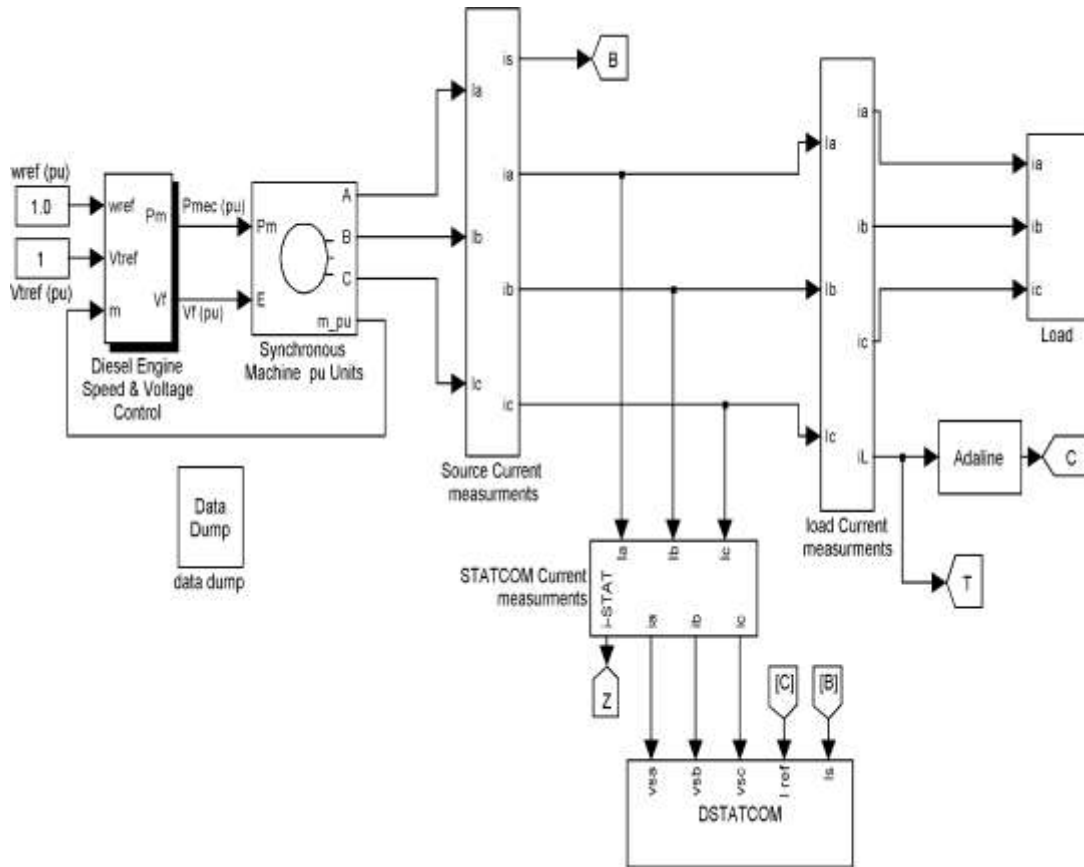 wref (pu)
1.0
1
Vtref (pu)
wref
Vtref
m
Pm
Vf
Diesel Engine
Speed & Voltage
Control
Pmec (pu)
Vf (pu)
Pm
E
A
B
C
m_pu
Synchronous
Machine pu Units
Data
Dump
data dump
Ia
Ib
Ic
is
ia
ib
ic
Source Current
measurments
B
Ia
Ib
Ic
ia
ib
ic
iL
load Current
measurments
ia
ib
ic
Load
Adaline
C
T
STATCOM Current
measurments
Ia
Ib
Ic
i-STAT
ia
ib
ic
Z
[C]
[B]
vsa
vsb
vsc
I ref
Is
DSTATCOM